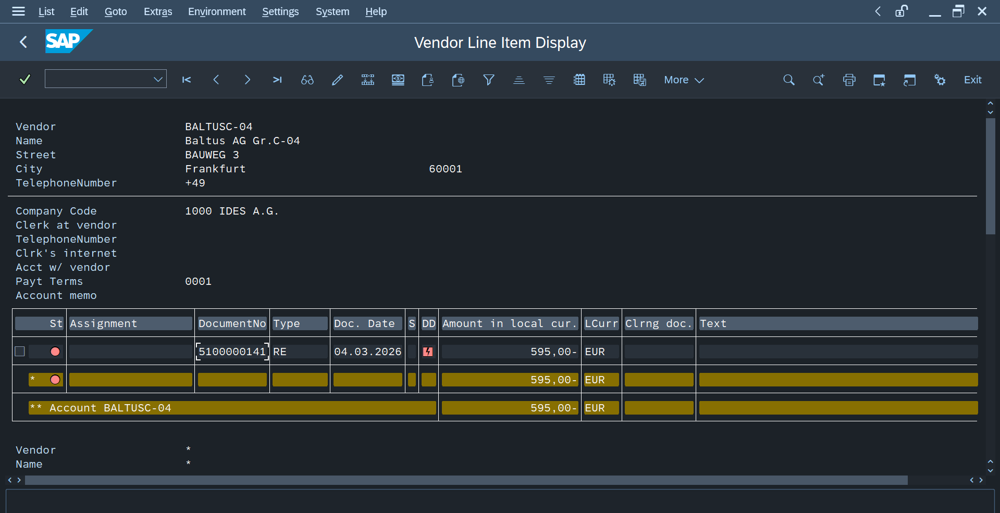 List Edit Goto Extras Environment Settings System Help
SAP Vendor Line Item Display
More Exit
Vendor BALTUSC-04
Name Baltus AG Gr.C-04
Street BAUWEG 3
City Frankfurt 60001
TelephoneNumber +49
Company Code 1000 IDES A.G.
Clerk at vendor
TelephoneNumber
Clrk's internet
Acct w/ vendor
Payt Terms 0001
Account memo
St Assignment DocumentNo Type Doc. Date S DD Amount in local cur. LCurr Clrng doc. Text
5100000141 RE 04.03.2026 595,00- EUR
* 595,00- EUR
** Account BALTUSC-04 595,00- EUR
Vendor *
Name *